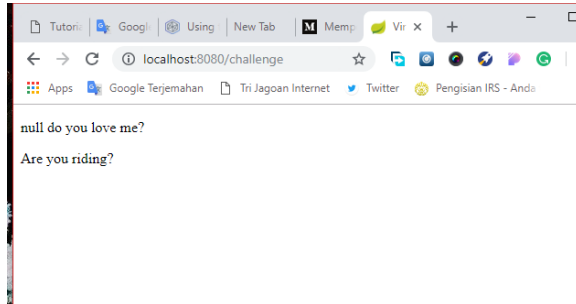 Tutoria Google Using New Tab M Memp Vir
localhost:8080/challenge
Apps Google Terjemahan Tri Jagoan Internet Twitter Pengisian IRS - Anda
null do you love me?
Are you riding?